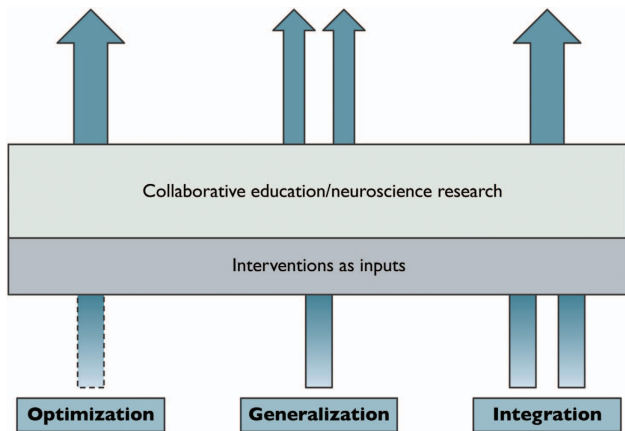 Collaborative education/neuroscience research
Interventions as inputs
Optimization Generalization Integration